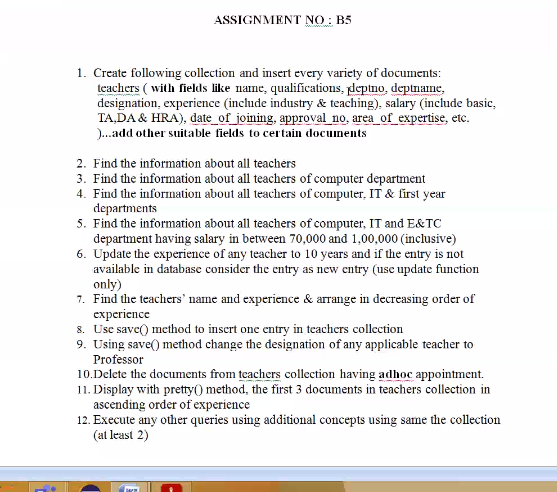 ASSIGNMENT NO : B5
1. Create following collection and insert every variety of documents:
teachers ( with fields like name, qualifications, deptno, deptname,
designation, experience (include industry & teaching), salary (include basic,
TA,DA & HRA), date_of_joining, approval_no, area_of_expertise, etc.
)...add other suitable fields to certain documents
2. Find the information about all teachers
3. Find the information about all teachers of computer department
4. Find the information about all teachers of computer, IT & first year
departments
5. Find the information about all teachers of computer, IT and E&TC
department having salary in between 70,000 and 1,00,000 (inclusive)
6. Update the experience of any teacher to 10 years and if the entry is not
available in database consider the entry as new entry (use update function
only)
7. Find the teachers' name and experience & arrange in decreasing order of
experience
8. Use save() method to insert one entry in teachers collection
9. Using save() method change the designation of any applicable teacher to
Professor
10.Delete the documents from teachers collection having adhoc appointment.
11. Display with pretty() method, the first 3 documents in teachers collection in
ascending order of experience
12. Execute any other queries using additional concepts using same the collection
(at least 2)